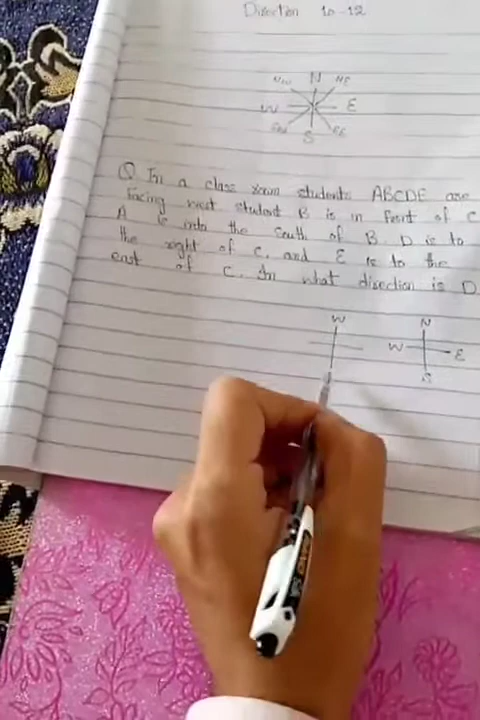 Direction 10-12
NW N NE
W E
SW S SE
Q In a class room students ABCDE are
facing west student B is in front of C
A is into the south of B. D is to
the right of C, and E is to the
east of C. In what direction is D
W N
W E
S